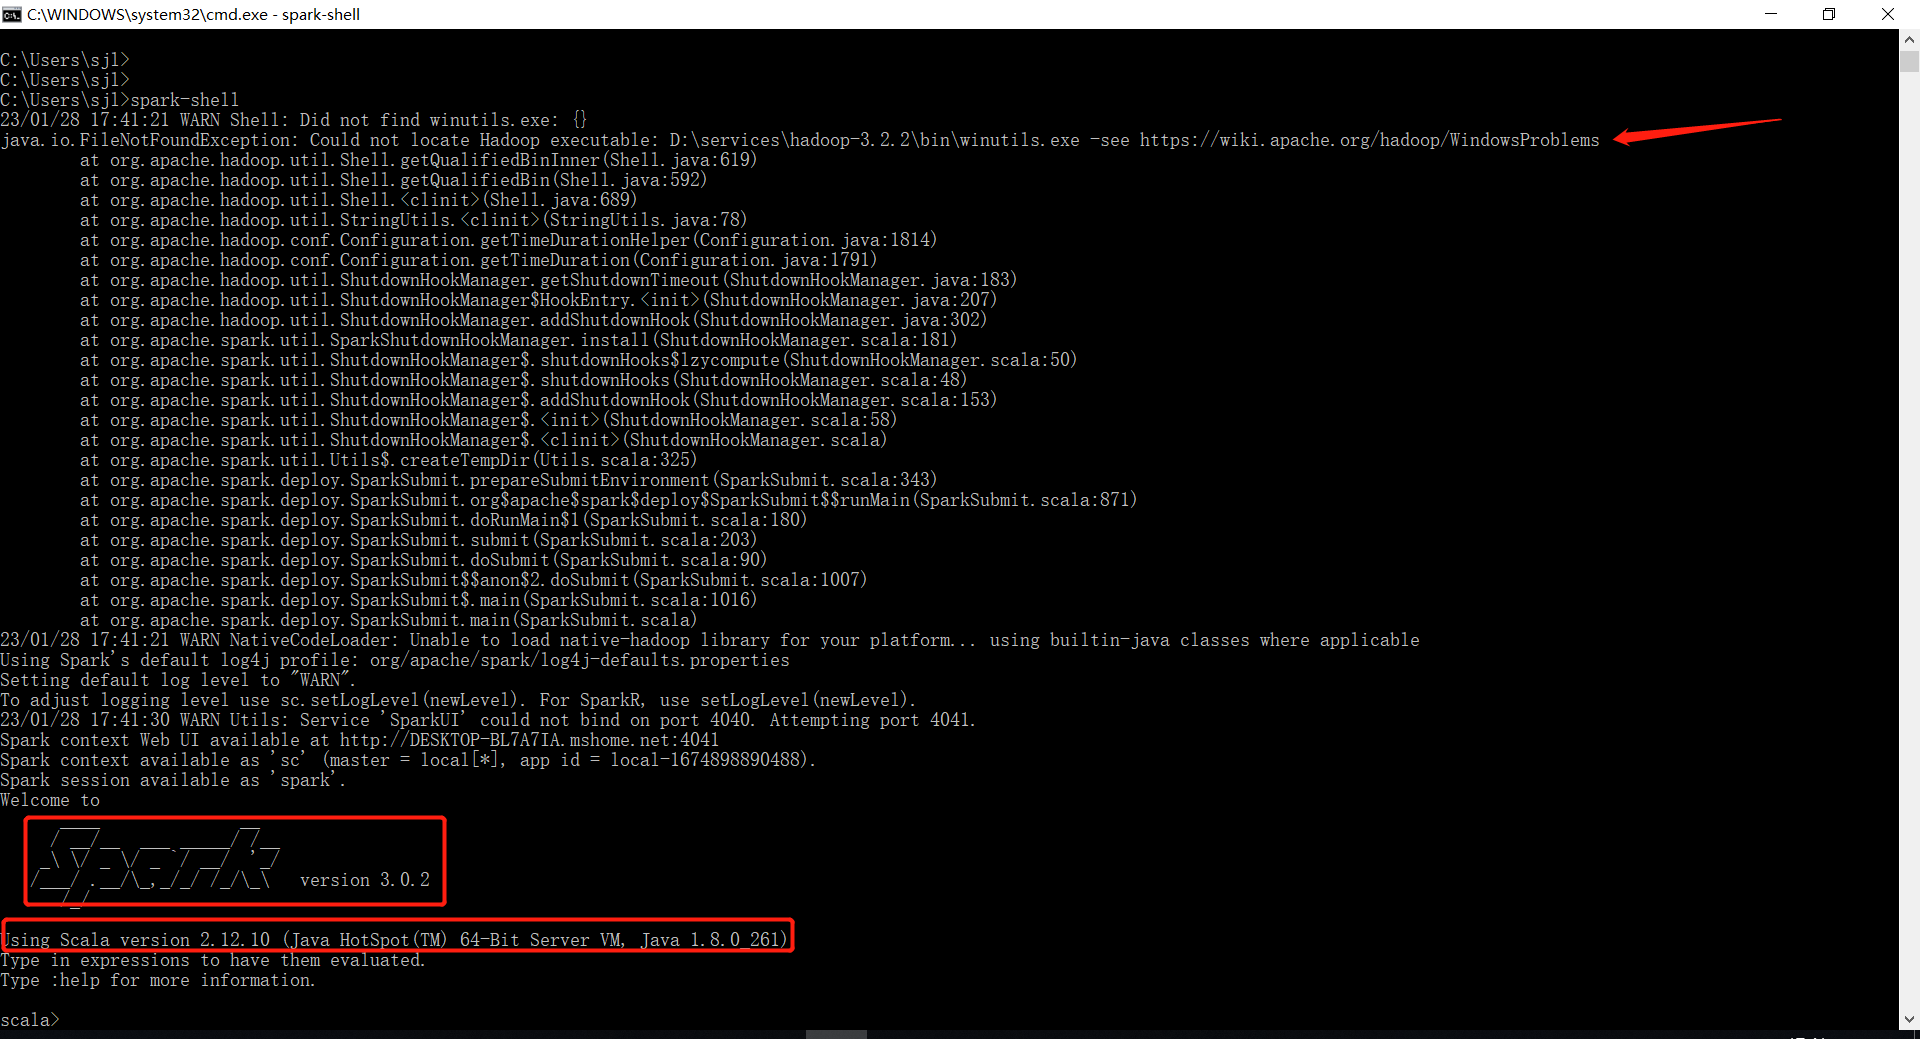 C:\WINDOWS\system32\cmd.exe - spark-shell
C:\Users\sjl>
C:\Users\sjl>
C:\Users\sjl>spark-shell
23/01/28 17:41:21 WARN Shell: Did not find winutils.exe: {}
java.io.FileNotFoundException: Could not locate Hadoop executable: D:\services\hadoop-3.2.2\bin\winutils.exe -see https://wiki.apache.org/hadoop/WindowsProblems
at org.apache.hadoop.util.Shell.getQualifiedBinInner(Shell.java:619)
at org.apache.hadoop.util.Shell.getQualifiedBin(Shell.java:592)
at org.apache.hadoop.util.Shell.<clinit>(Shell.java:689)
at org.apache.hadoop.util.StringUtils.<clinit>(StringUtils.java:78)
at org.apache.hadoop.conf.Configuration.getTimeDurationHelper(Configuration.java:1814)
at org.apache.hadoop.conf.Configuration.getTimeDuration(Configuration.java:1791)
at org.apache.hadoop.util.ShutdownHookManager.getShutdownTimeout(ShutdownHookManager.java:183)
at org.apache.hadoop.util.ShutdownHookManager$HookEntry.<init>(ShutdownHookManager.java:207)
at org.apache.hadoop.util.ShutdownHookManager.addShutdownHook(ShutdownHookManager.java:302)
at org.apache.spark.util.SparkShutdownHookManager.install(ShutdownHookManager.scala:181)
at org.apache.spark.util.ShutdownHookManager$.shutdownHooks$lzycompute(ShutdownHookManager.scala:50)
at org.apache.spark.util.ShutdownHookManager$.shutdownHooks(ShutdownHookManager.scala:48)
at org.apache.spark.util.ShutdownHookManager$.addShutdownHook(ShutdownHookManager.scala:153)
at org.apache.spark.util.ShutdownHookManager$.<init>(ShutdownHookManager.scala:58)
at org.apache.spark.util.ShutdownHookManager$.<clinit>(ShutdownHookManager.scala)
at org.apache.spark.util.Utils$.createTempDir(Utils.scala:325)
at org.apache.spark.deploy.SparkSubmit.prepareSubmitEnvironment(SparkSubmit.scala:343)
at org.apache.spark.deploy.SparkSubmit.org$apache$spark$deploy$SparkSubmit$$runMain(SparkSubmit.scala:871)
at org.apache.spark.deploy.SparkSubmit.doRunMain$1(SparkSubmit.scala:180)
at org.apache.spark.deploy.SparkSubmit.submit(SparkSubmit.scala:203)
at org.apache.spark.deploy.SparkSubmit.doSubmit(SparkSubmit.scala:90)
at org.apache.spark.deploy.SparkSubmit$$anon$2.doSubmit(SparkSubmit.scala:1007)
at org.apache.spark.deploy.SparkSubmit$.main(SparkSubmit.scala:1016)
at org.apache.spark.deploy.SparkSubmit.main(SparkSubmit.scala)
23/01/28 17:41:21 WARN NativeCodeLoader: Unable to load native-hadoop library for your platform... using builtin-java classes where applicable
Using Spark's default log4j profile: org/apache/spark/log4j-defaults.properties
Setting default log level to "WARN".
To adjust logging level use sc.setLogLevel(newLevel). For SparkR, use setLogLevel(newLevel).
23/01/28 17:41:30 WARN Utils: Service 'SparkUI' could not bind on port 4040. Attempting port 4041.
Spark context Web UI available at http://DESKTOP-BL7A7IA.mshome.net:4041
Spark context available as 'sc' (master = local[*], app id = local-1674898890488).
Spark session available as 'spark'.
Welcome to
Spark version 3.0.2
Using Scala version 2.12.10 (Java HotSpot(TM) 64-Bit Server VM, Java 1.8.0_261)
Type in expressions to have them evaluated.
Type :help for more information.
scala>